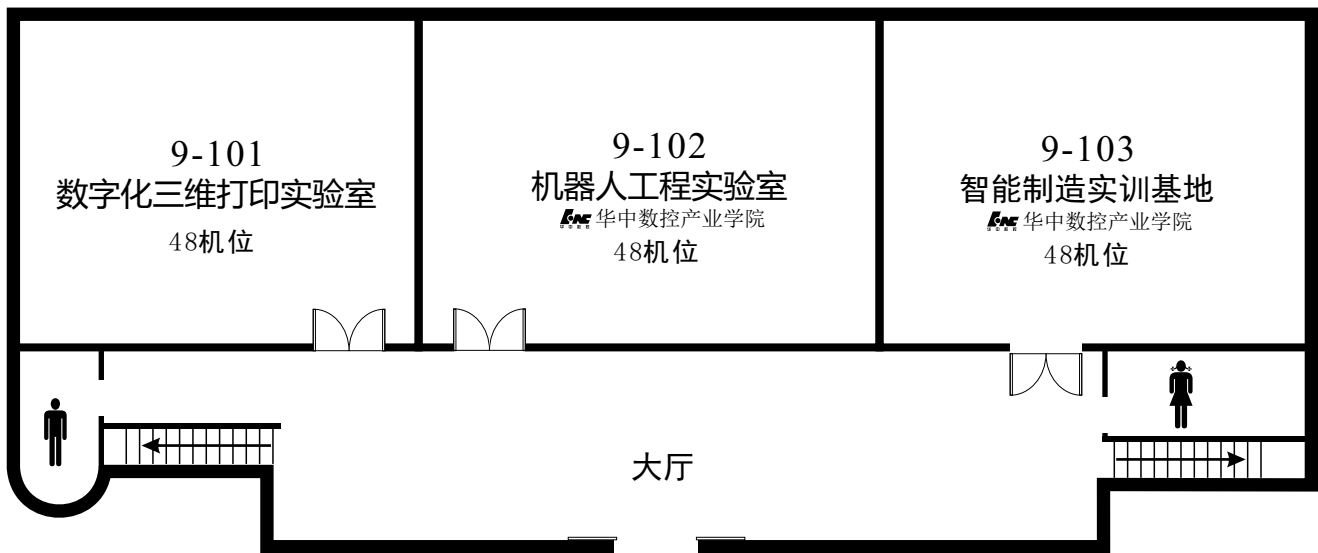 9-101
数字化三维打印实验室
48机位
9-102
机器人工程实验室
华中数控产业学院
48机位
9-103
智能制造实训基地
华中数控产业学院
48机位
大厅